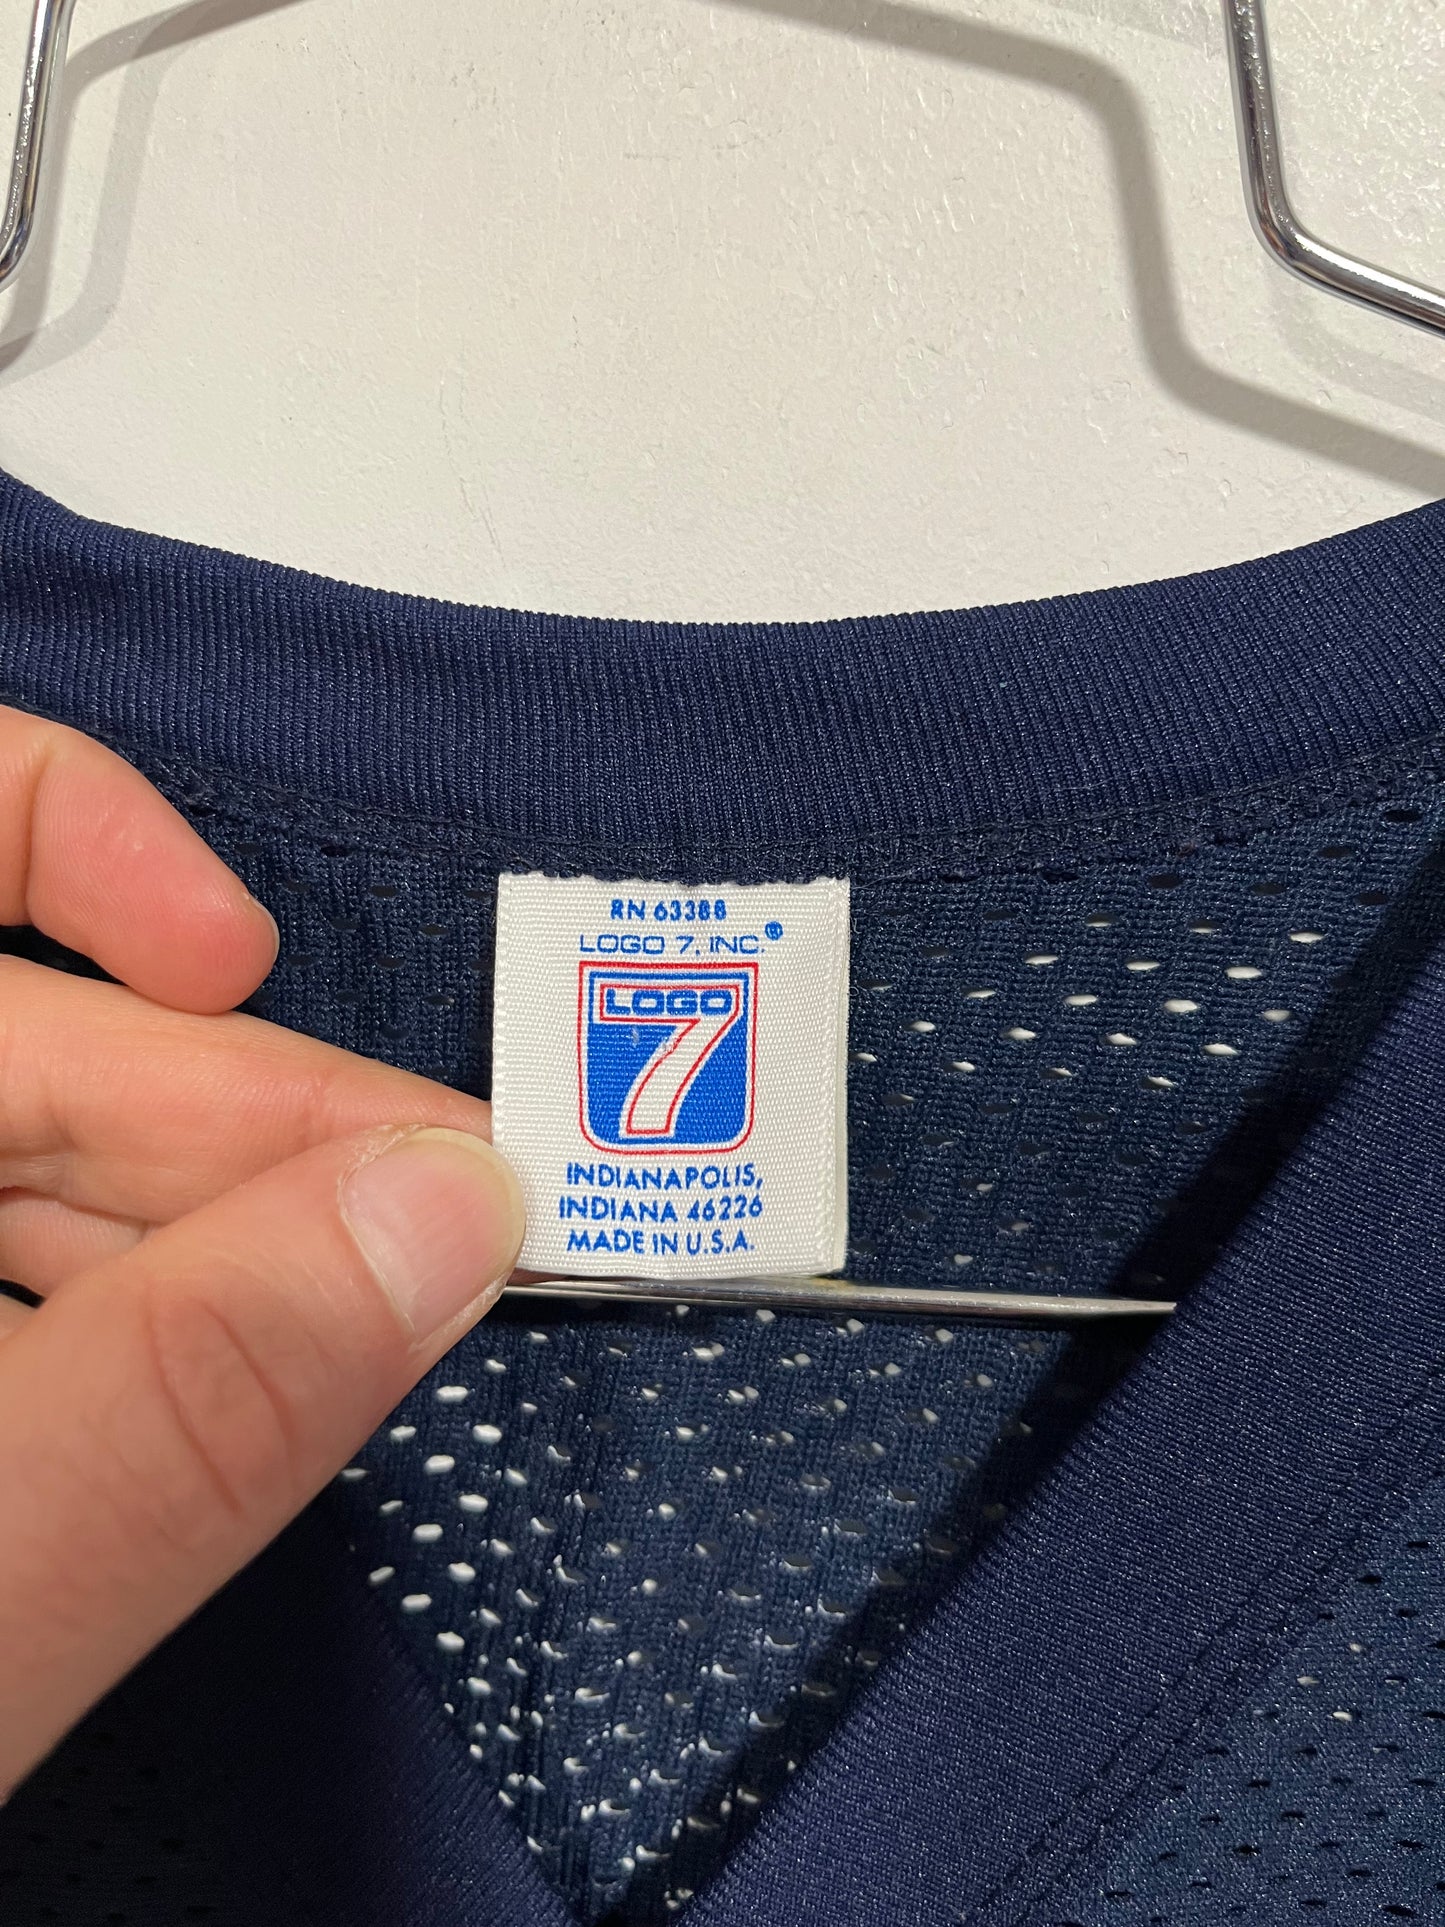 RN 63388
LOGO 7, INC.®
LOGO
7
INDIANAPOLIS,
INDIANA 46226
MADE IN U.S.A.